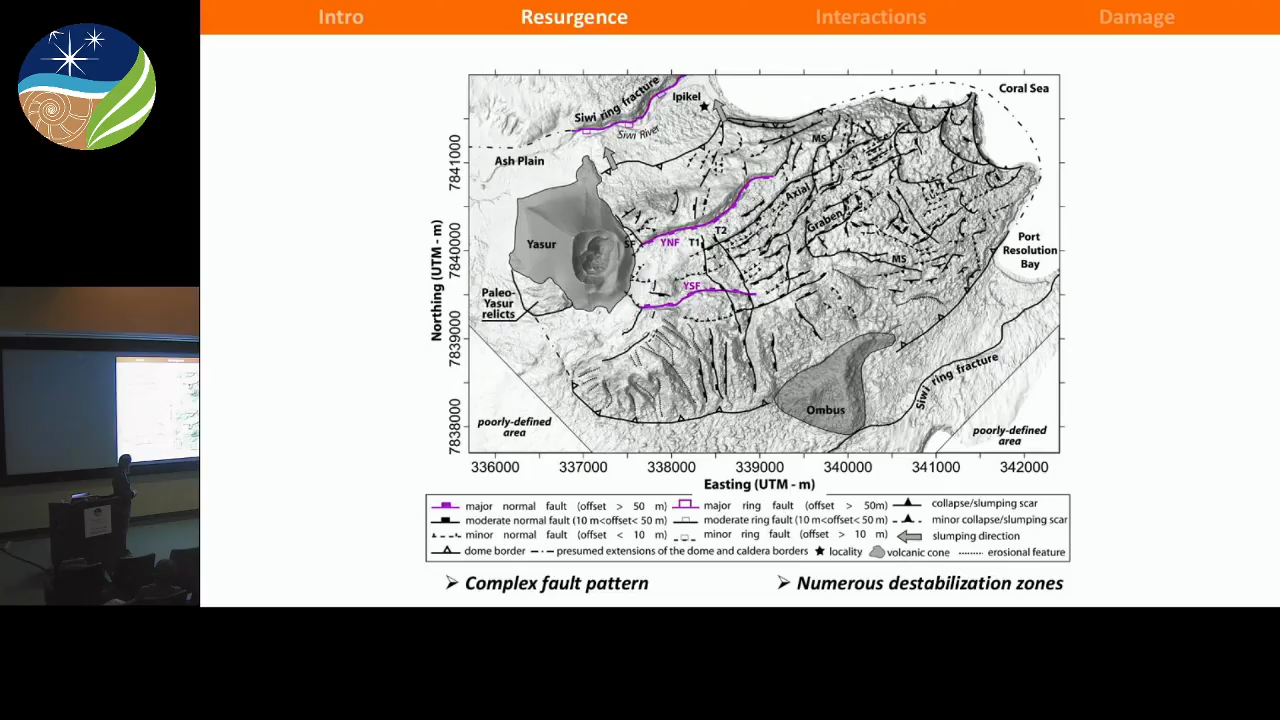 Intro Resurgence Interactions Damage
Coral Sea
Siwi ring fracture
Ipikel
Siwi River
MS
Ash Plain
Axial
Graben
Yasur
SF
YNF
T1
T2
MS
Port
Resolution
Bay
YSF
Paleo-
Yasur
relicts
Siwi ring fracture
Ombus
poorly-defined
area
poorly-defined
area
Northing (UTM - m)
7841000
7840000
7839000
7838000
336000 337000 338000 339000 340000 341000 342000
Easting (UTM - m)
major normal fault (offset > 50 m) major ring fault (offset > 50m) collapse/slumping scar
moderate normal fault (10 m<offset< 50 m) moderate ring fault (10 m<offset< 50 m) minor collapse/slumping scar
minor normal fault (offset < 10 m) minor ring fault (offset > 10 m) slumping direction
dome border presumed extensions of the dome and caldera borders locality volcanic cone erosional feature
➢ Complex fault pattern ➢ Numerous destabilization zones